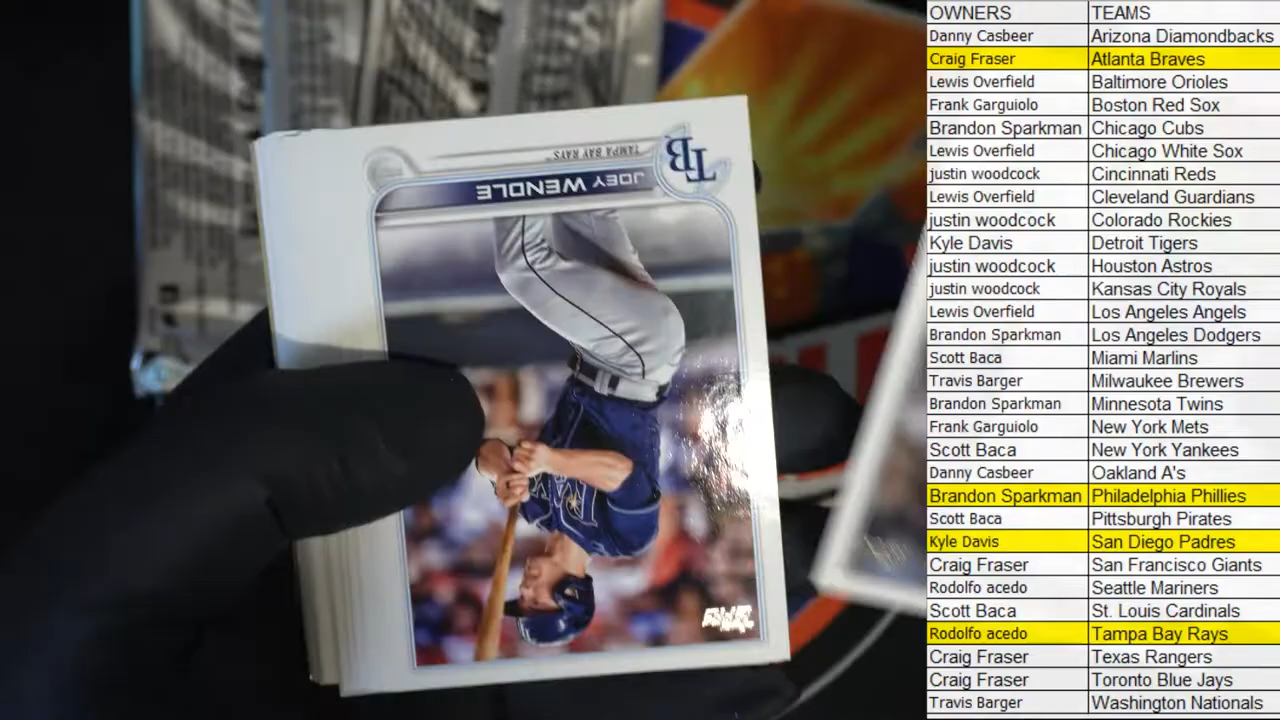 TAMPA BAY RAYS
JOEY WENDLE
TB
OWNERS TEAMS
Danny Casbeer Arizona Diamondbacks
Craig Fraser Atlanta Braves
Lewis Overfield Baltimore Orioles
Frank Garguiolo Boston Red Sox
Brandon Sparkman Chicago Cubs
Lewis Overfield Chicago White Sox
justin woodcock Cincinnati Reds
Lewis Overfield Cleveland Guardians
justin woodcock Colorado Rockies
Kyle Davis Detroit Tigers
justin woodcock Houston Astros
justin woodcock Kansas City Royals
Lewis Overfield Los Angeles Angels
Brandon Sparkman Los Angeles Dodgers
Scott Baca Miami Marlins
Travis Barger Milwaukee Brewers
Brandon Sparkman Minnesota Twins
Frank Garguiolo New York Mets
Scott Baca New York Yankees
Danny Casbeer Oakland A's
Brandon Sparkman Philadelphia Phillies
Scott Baca Pittsburgh Pirates
Kyle Davis San Diego Padres
Craig Fraser San Francisco Giants
Rodolfo acedo Seattle Mariners
Scott Baca St. Louis Cardinals
Rodolfo acedo Tampa Bay Rays
Craig Fraser Texas Rangers
Craig Fraser Toronto Blue Jays
Travis Barger Washington Nationals